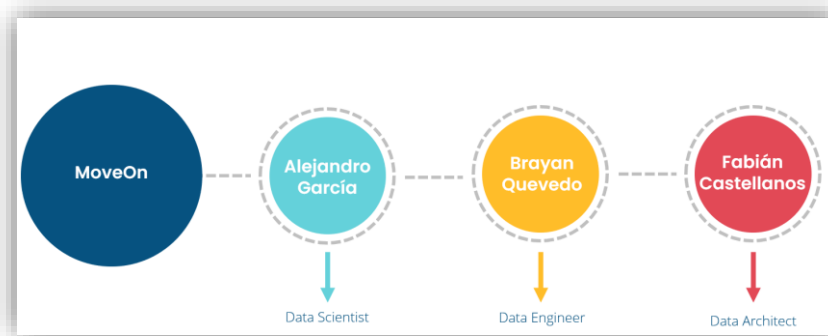 MoveOn
Alejandro
García
Brayan
Quevedo
Fabián
Castellanos
Data Scientist
Data Engineer
Data Architect